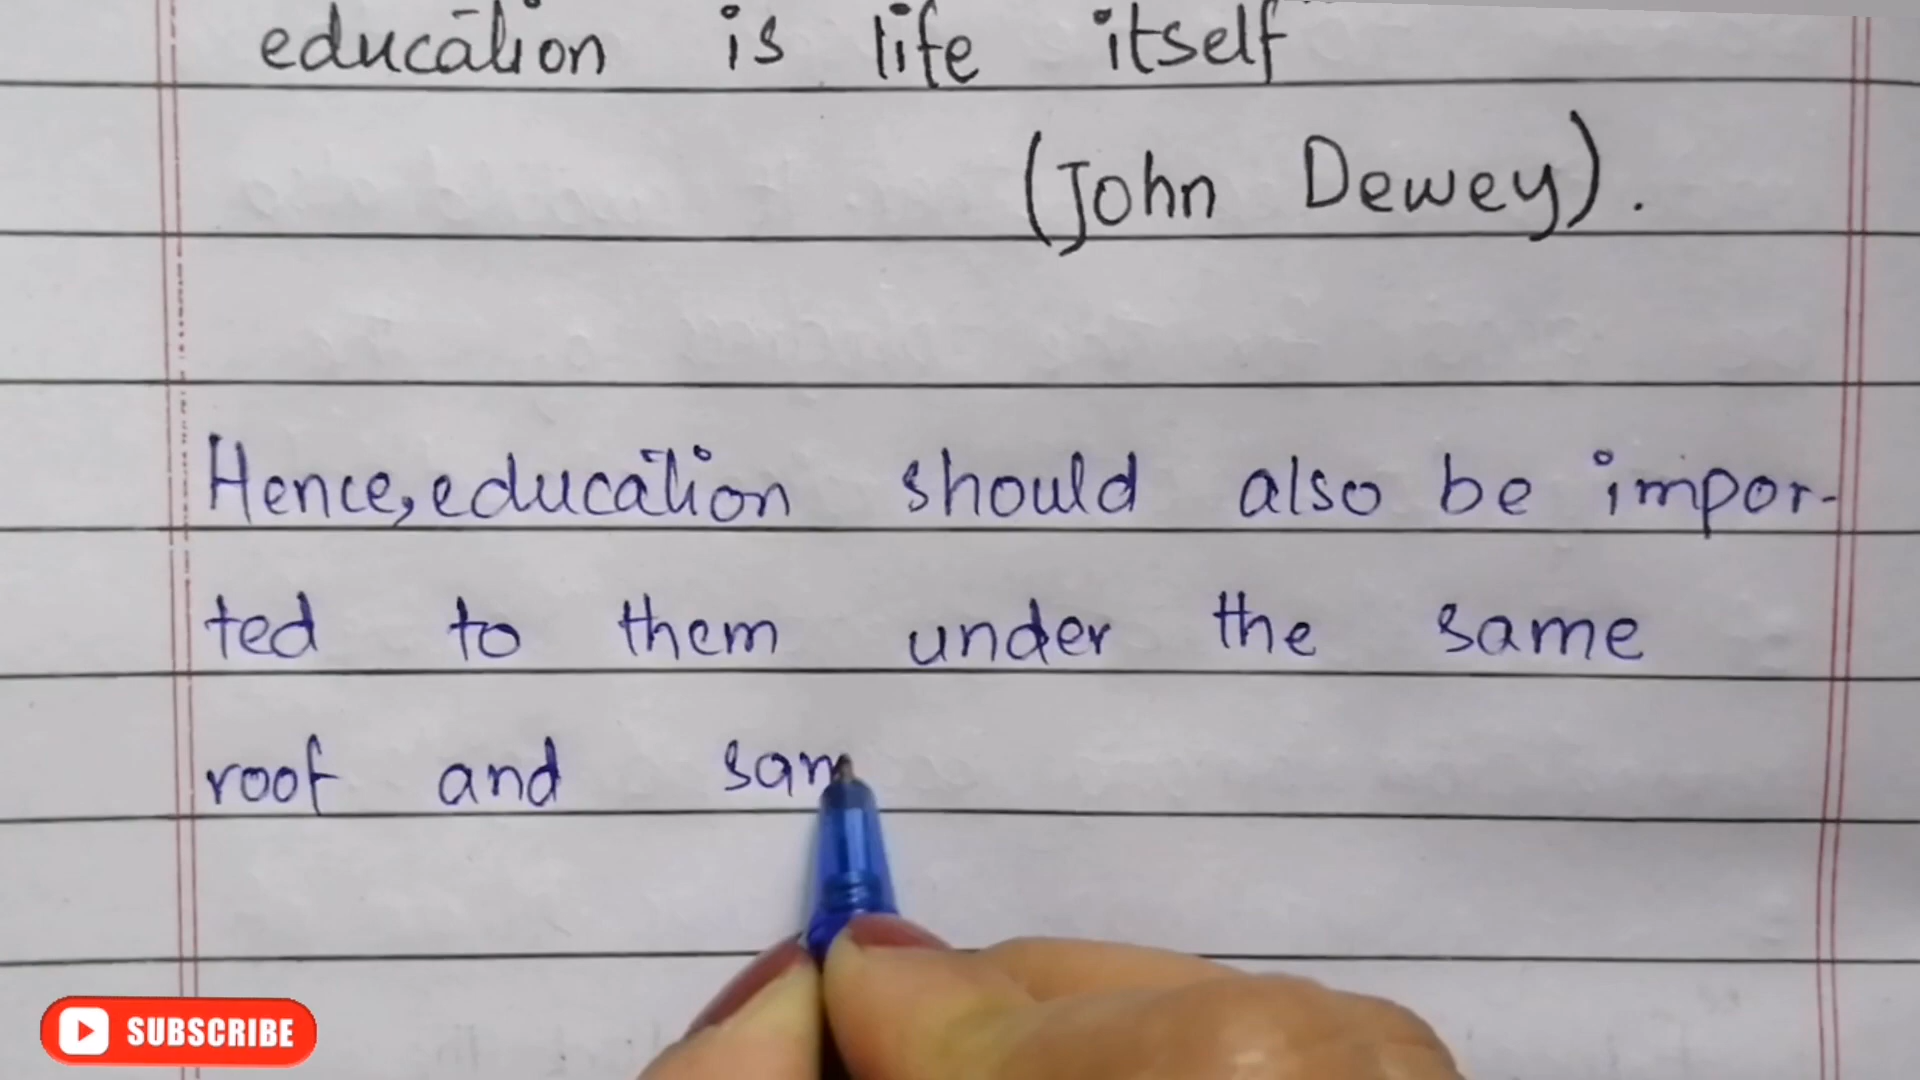 education is life itself
(John Dewey).
Hence, education should also be impor-
ted to them under the same
roof and sam
SUBSCRIBE